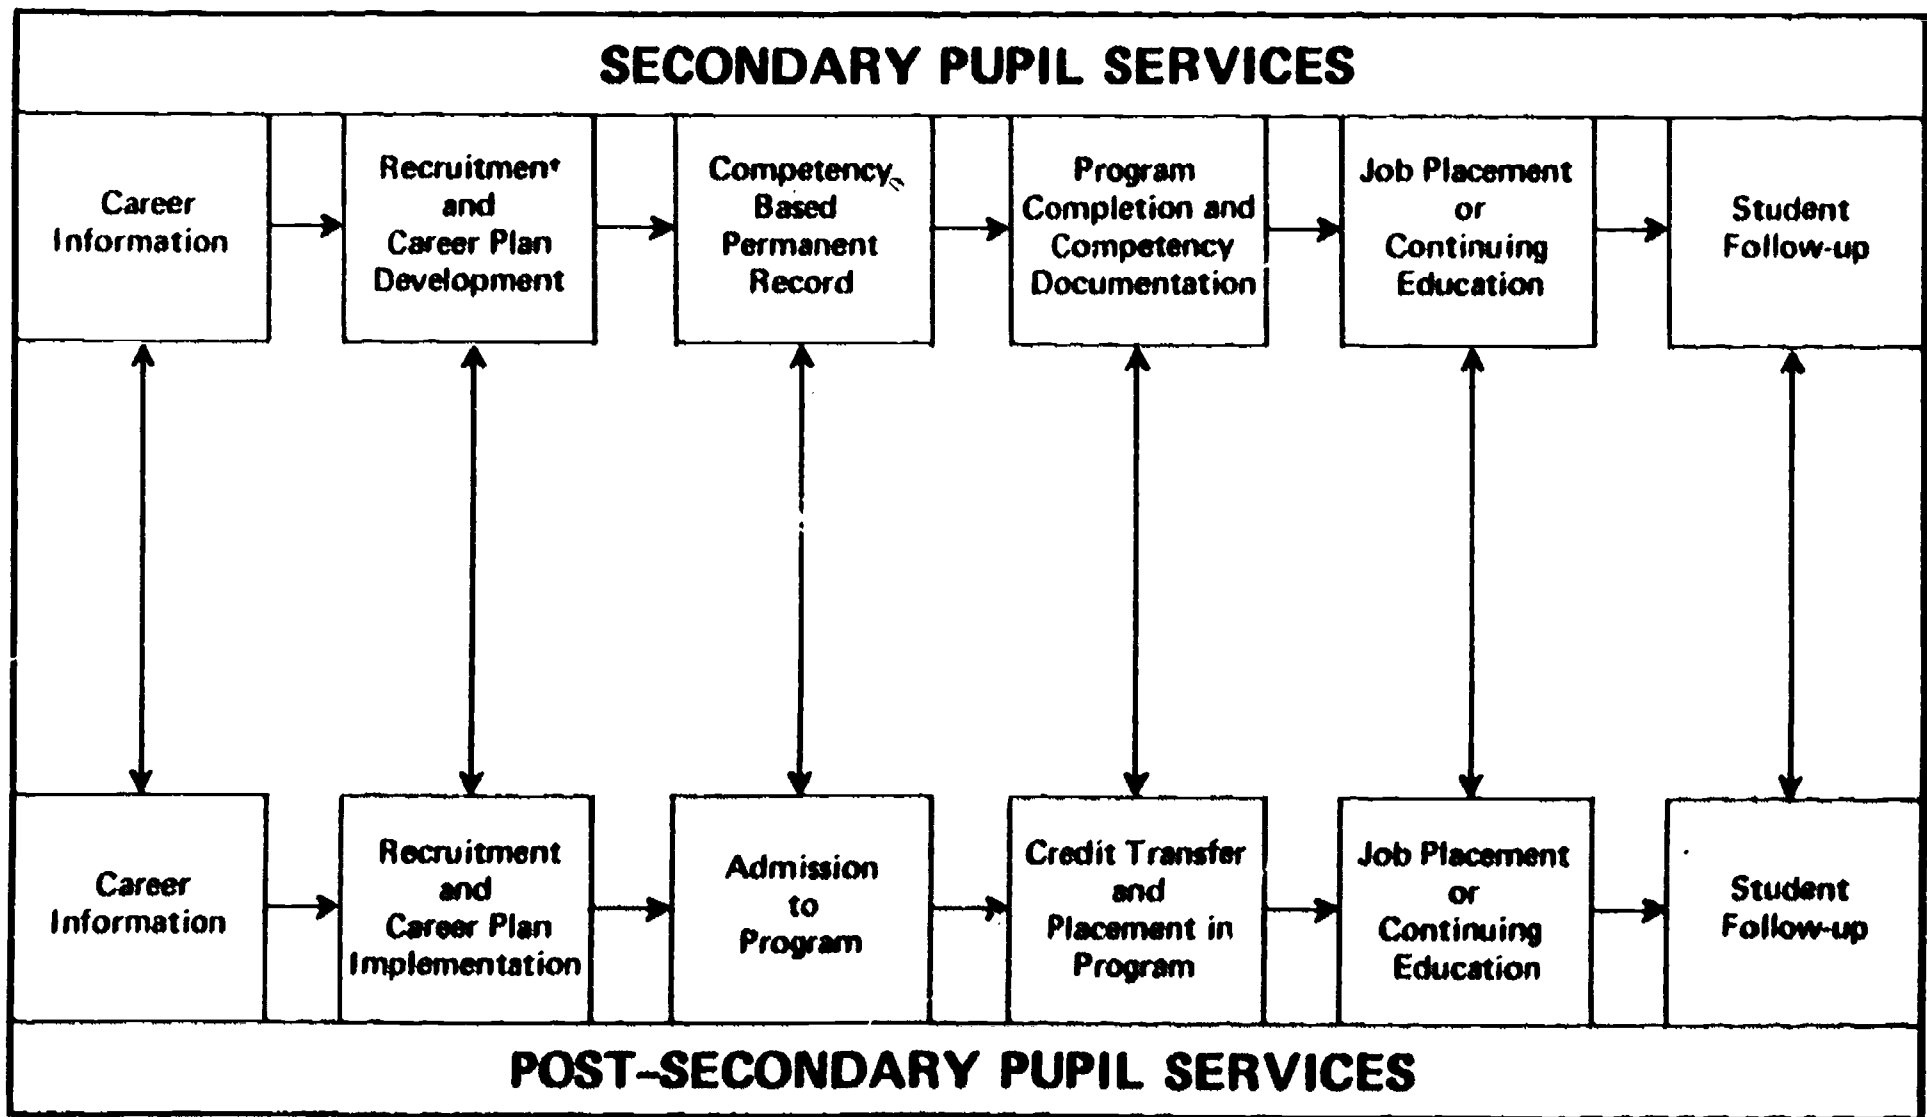 SECONDARY PUPIL SERVICES
Career
Information
Recruitment
and
Career Plan
Development
Competency
Based
Permanent
Record
Program
Completion and
Competency
Documentation
Job Placement
or
Continuing
Education
Student
Follow-up
Career
Information
Recruitment
and
Career Plan
Implementation
Admission
to
Program
Credit Transfer
and
Placement in
Program
Job Placement
or
Continuing
Education
Student
Follow-up
POST-SECONDARY PUPIL SERVICES